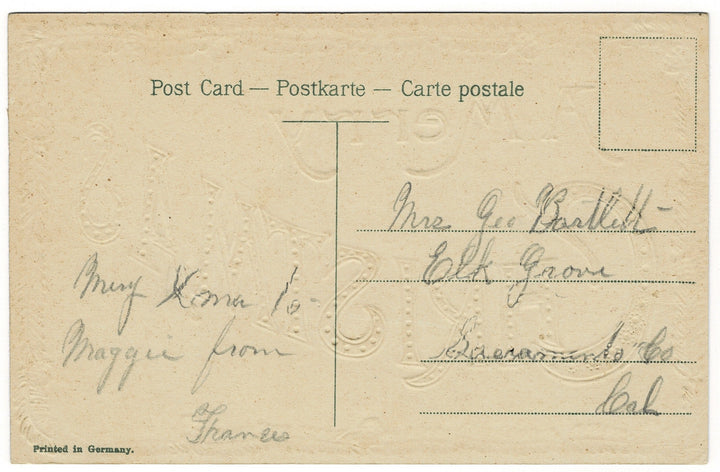 Post Card — Postkarte — Carte postale
Mrs Geo Bartlett
Elk Grove
Sacramento Co
Cal
Mery Xmas to
Maggie from
Frances
Printed in Germany.